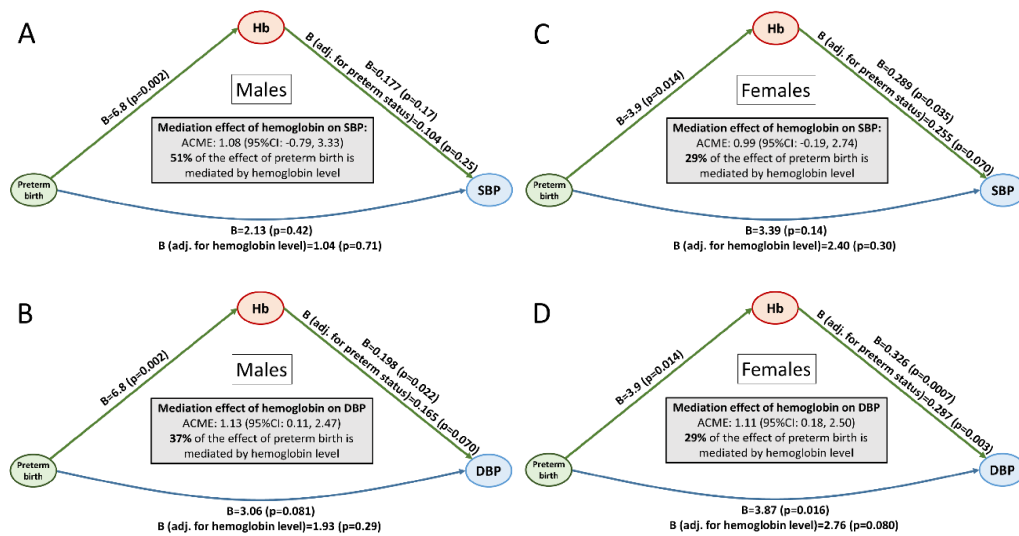 A
Hb
B=6.8 (p=0.002)
B=0.177 (p=0.17)
B (adj. for preterm status)=0.104 (p=0.25)
Males
Mediation effect of hemoglobin on SBP:
ACME: 1.08 (95%CI: -0.79, 3.33)
51% of the effect of preterm birth is
mediated by hemoglobin level
Preterm
birth
SBP
B=2.13 (p=0.42)
B (adj. for hemoglobin level)=1.04 (p=0.71)
C
Hb
B=3.9 (p=0.014)
B=0.289 (p=0.035)
B (adj. for preterm status)=0.255 (p=0.070)
Females
Mediation effect of hemoglobin on SBP:
ACME: 0.99 (95%CI: -0.19, 2.74)
29% of the effect of preterm birth is
mediated by hemoglobin level
Preterm
birth
SBP
B=3.39 (p=0.14)
B (adj. for hemoglobin level)=2.40 (p=0.30)
B
Hb
B=6.8 (p=0.002)
B=0.198 (p=0.022)
B (adj. for preterm status)=0.165 (p=0.070)
Males
Mediation effect of hemoglobin on DBP
ACME: 1.13 (95%CI: 0.11, 2.47)
37% of the effect of preterm birth is
mediated by hemoglobin level
Preterm
birth
DBP
B=3.06 (p=0.081)
B (adj. for hemoglobin level)=1.93 (p=0.29)
D
Hb
B=3.9 (p=0.014)
B=0.326 (p=0.0007)
B (adj. for preterm status)=0.287 (p=0.003)
Females
Mediation effect of hemoglobin on DBP
ACME: 1.11 (95%CI: 0.18, 2.50)
29% of the effect of preterm birth is
mediated by hemoglobin level
Preterm
birth
DBP
B=3.87 (p=0.016)
B (adj. for hemoglobin level)=2.76 (p=0.080)